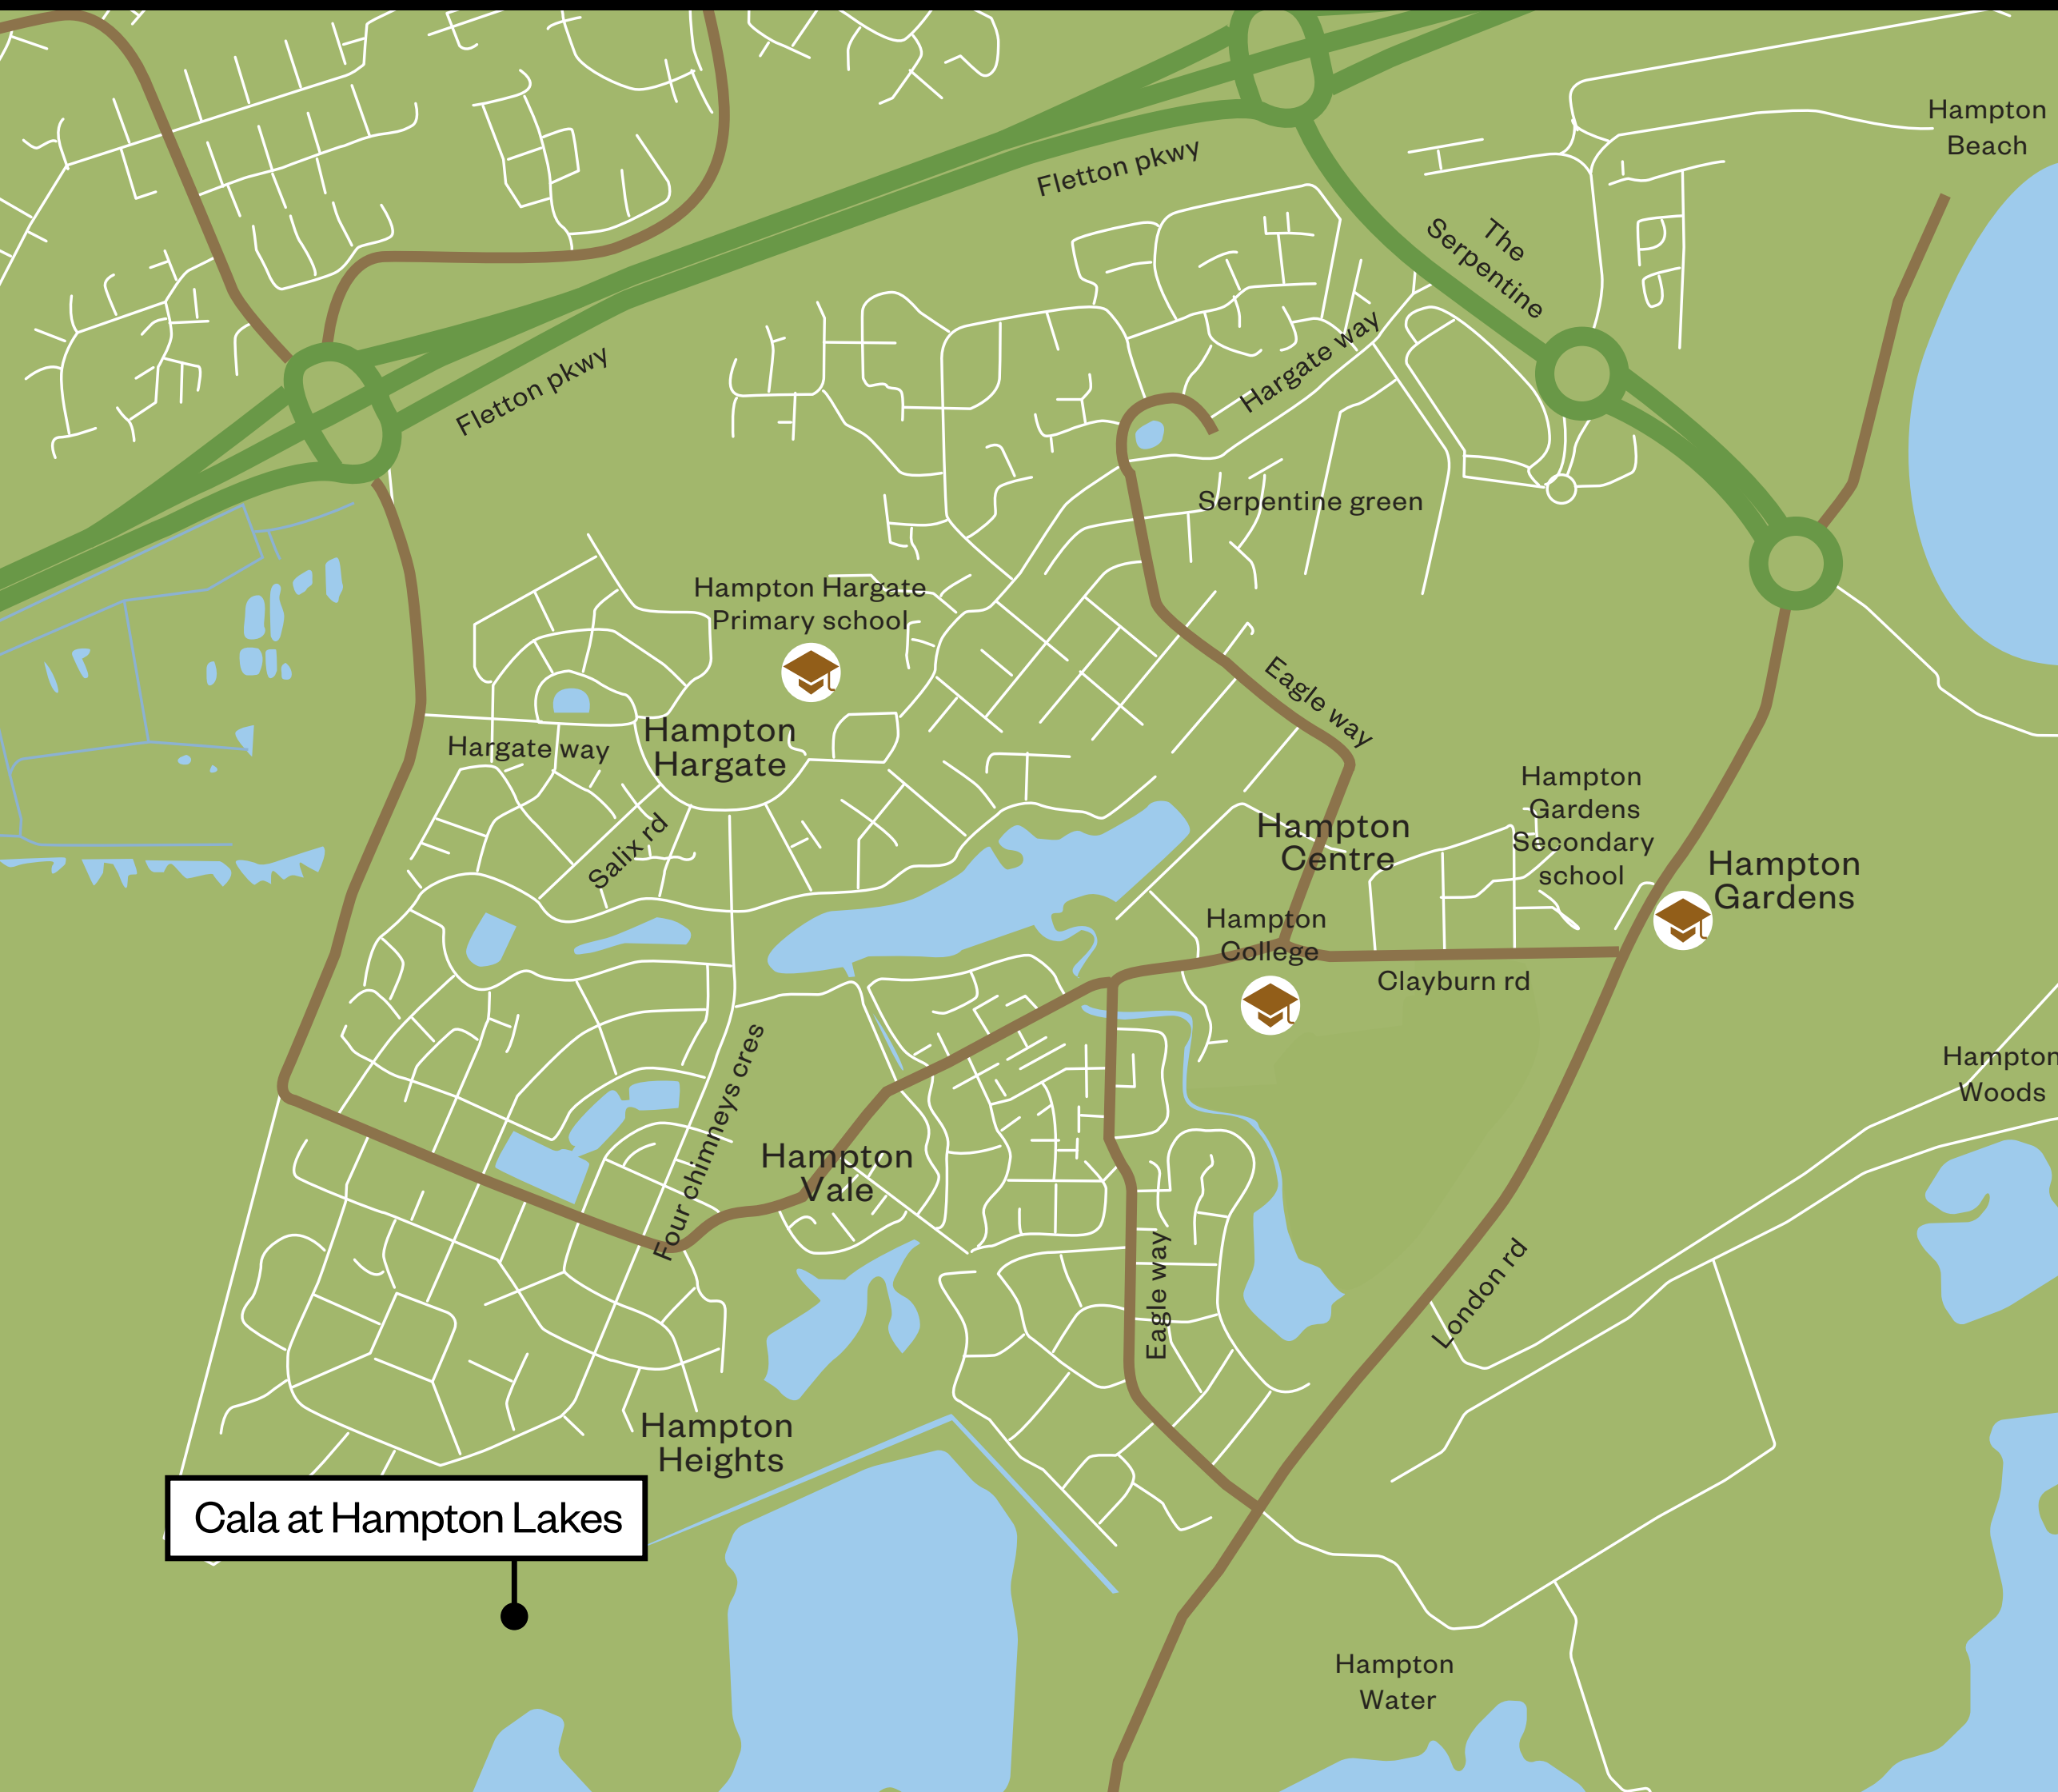 Hampton
Beach
Fletton pkwy
The
Serpentine
Hargate way
Fletton pkwy
Serpentine green
Hampton Hargate
Primary school
Eagle way
Hampton
Hargate
Hargate way
Salix rd
Hampton
Centre
Hampton
Gardens
Secondary
school
Hampton
Gardens
Hampton
College
Clayburn rd
Hampton
Woods
Four chimneys cres
Hampton
Vale
Eagle way
London rd
Hampton
Heights
Cala at Hampton Lakes
Hampton
Water